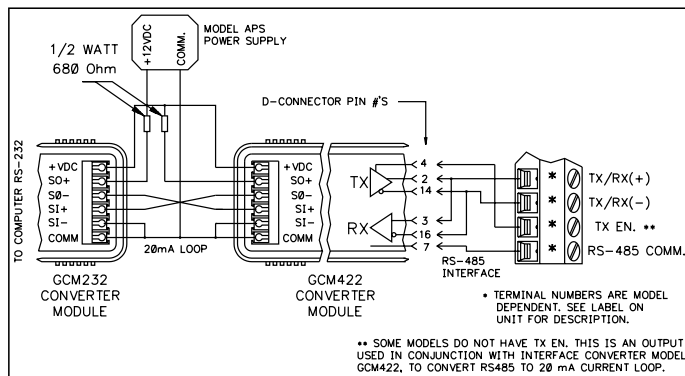 MODEL APS
POWER SUPPLY
+12VDC
COMM.
1/2 WATT
680 Ohm
D-CONNECTOR PIN #'S
TO COMPUTER RS-232
+VDC
SO+
SO-
SI+
SI-
COMM
20mA LOOP
GCM232
CONVERTER
MODULE
+VDC
SO+
SO-
SI+
SI-
COMM
TX
RX
GCM422
CONVERTER
MODULE
4
2
14
3
16
7
RS-485
INTERFACE
* TX/RX(+)
* TX/RX(-)
* TX EN. **
* RS-485 COMM.
* TERMINAL NUMBERS ARE MODEL
DEPENDENT. SEE LABEL ON
UNIT FOR DESCRIPTION.
** SOME MODELS DO NOT HAVE TX EN. THIS IS AN OUTPUT
USED IN CONJUNCTION WITH INTERFACE CONVERTER MODEL
GCM422, TO CONVERT RS485 TO 20 mA CURRENT LOOP.